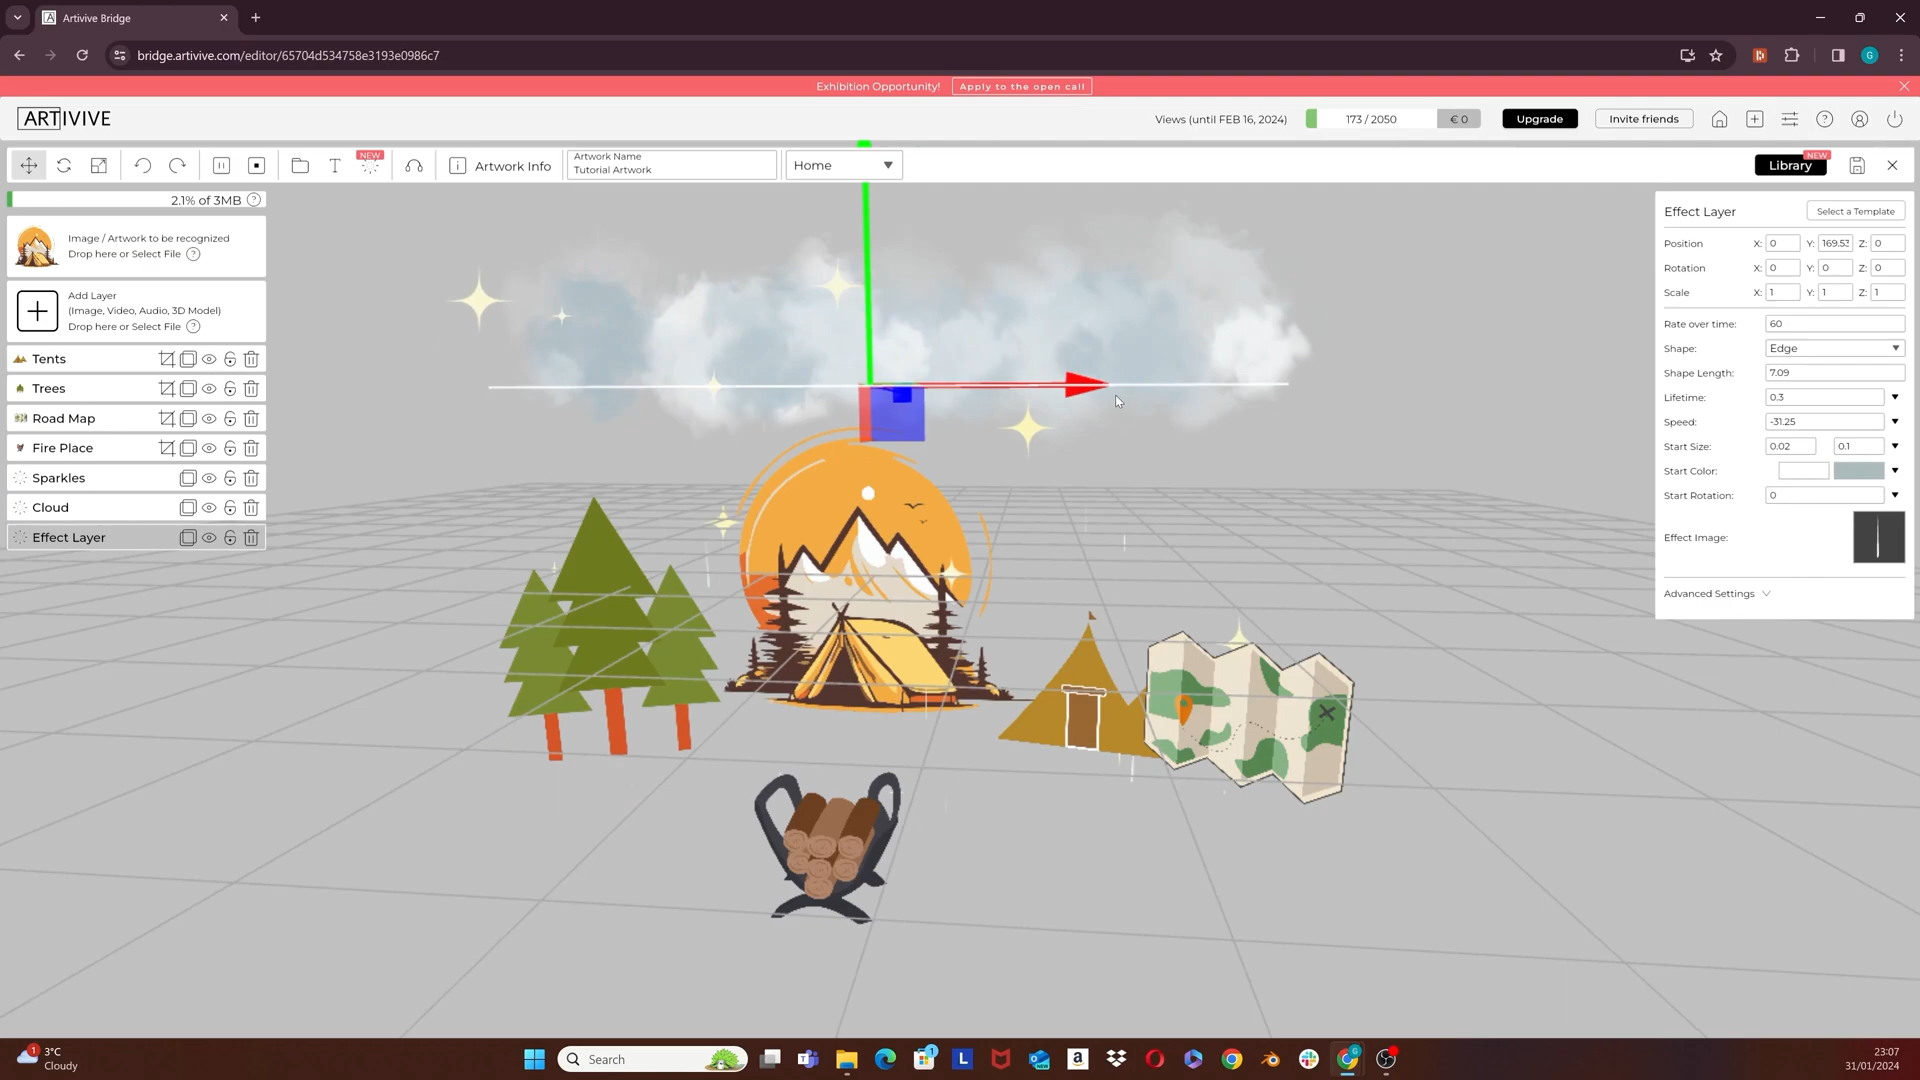 Artivive Bridge
bridge.artivive.com/editor/65704d534758e3193e0986c7
G
Exhibition Opportunity!
Apply to the open call
ARTIVIVE
Views (until FEB 16, 2024)
173 / 2050
€ 0
Upgrade
Invite friends
NEW
Artwork Info
Artwork Name
Tutorial Artwork
Home
NEW
Library
2.1% of 3MB
Image / Artwork to be recognized
Drop here or Select File
Add Layer
(Image, Video, Audio, 3D Model)
Drop here or Select File
Tents
Trees
Road Map
Fire Place
Sparkles
Cloud
Effect Layer
Effect Layer
Select a Template
Position X: 0 Y: 169.53 Z: 0
Rotation X: 0 Y: 0 Z: 0
Scale X: 1 Y: 1 Z: 1
Rate over time: 60
Shape: Edge
Shape Length: 7.09
Lifetime: 0.3
Speed: -31.25
Start Size: 0.02 0.1
Start Color:
Start Rotation: 0
Effect Image:
Advanced Settings
1
3°C
Cloudy
Search
1
L
NEW
a
G
23:07
31/01/2024